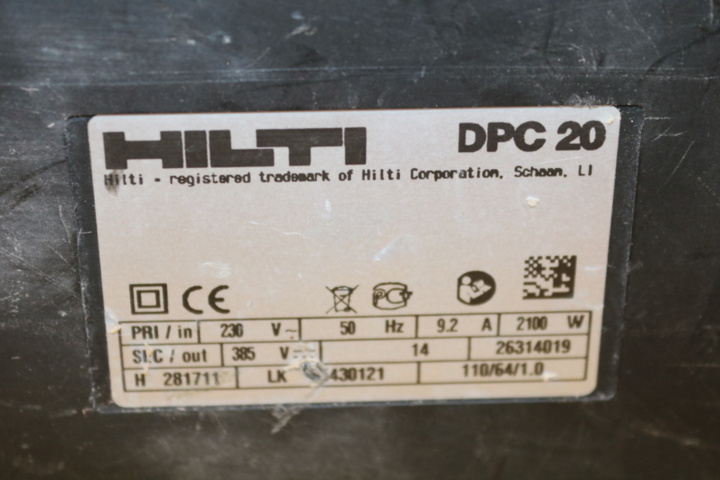 HILTI DPC 20
Hilti - registered trademark of Hilti Corporation, Schaan, LI
CE
PRI / in 230 V~ 50 Hz 9.2 A 2100 W
SEC / out 385 V 14 26314019
H 281711 LK 430121 110/64/1.0